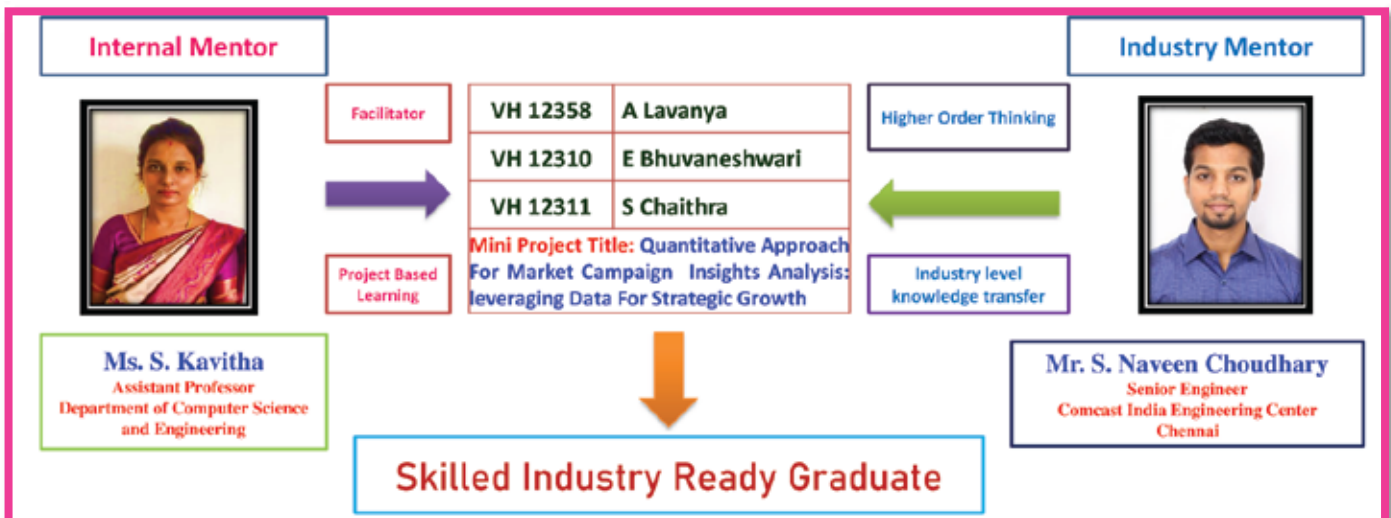 Internal Mentor
Industry Mentor
Facilitator
VH 12358 A Lavanya
Higher Order Thinking
VH 12310 E Bhuvaneshwari
VH 12311 S Chaithra
Mini Project Title: Quantitative Approach
For Market Campaign Insights Analysis:
leveraging Data For Strategic Growth
Project Based
Learning
Industry level
knowledge transfer
Ms. S. Kavitha
Assistant Professor
Department of Computer Science
and Engineering
Mr. S. Naveen Choudhary
Senior Engineer
Comcast India Engineering Center
Chennai
Skilled Industry Ready Graduate